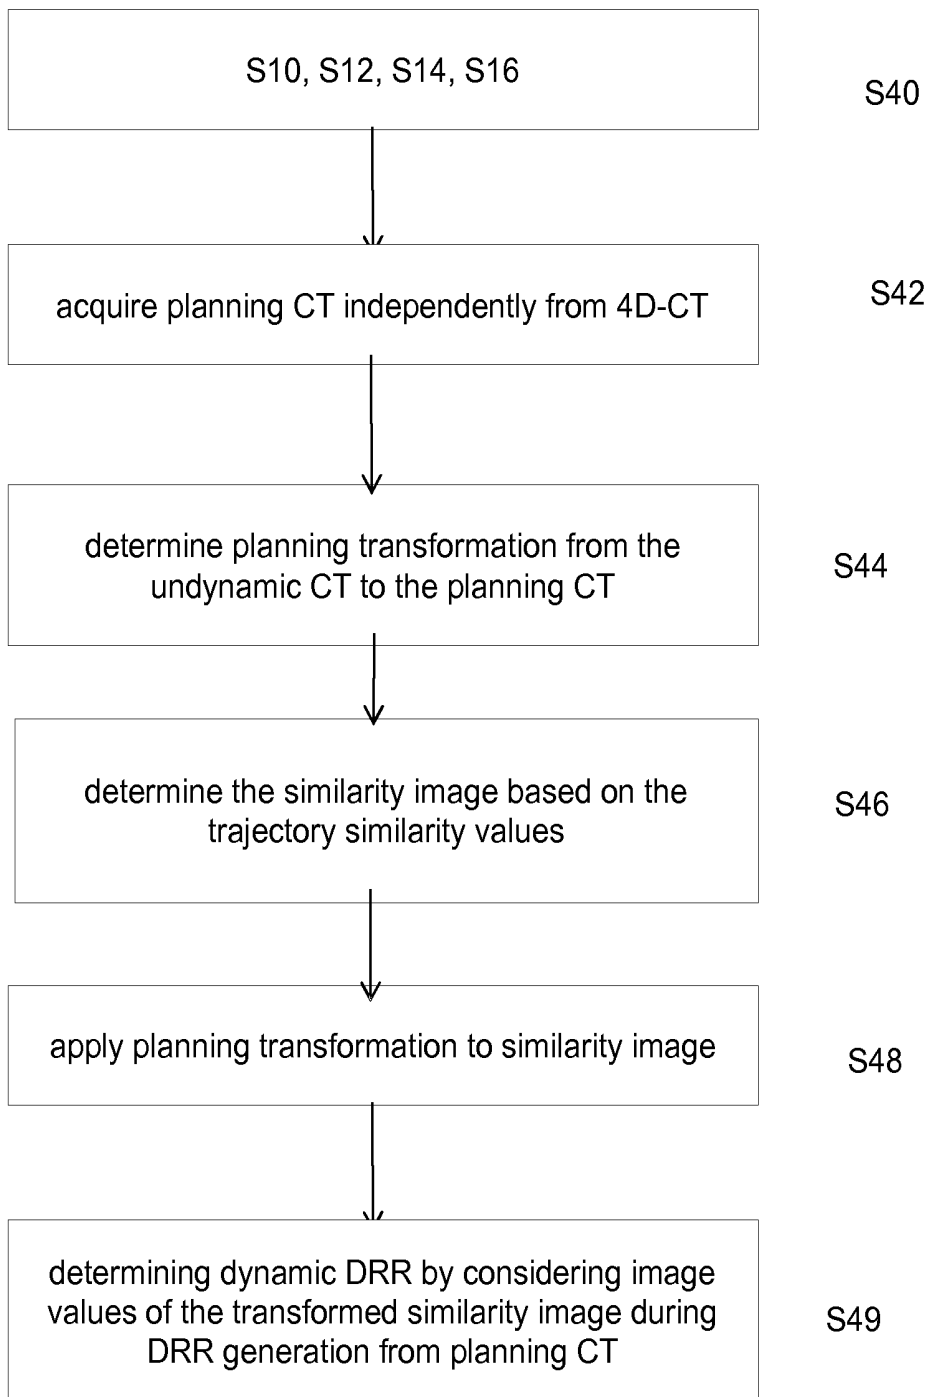 S10, S12, S14, S16
S40
acquire planning CT independently from 4D-CT
S42
determine planning transformation from the
undynamic CT to the planning CT
S44
determine the similarity image based on the
trajectory similarity values
S46
apply planning transformation to similarity image
S48
determining dynamic DRR by considering image
values of the transformed similarity image during
DRR generation from planning CT
S49